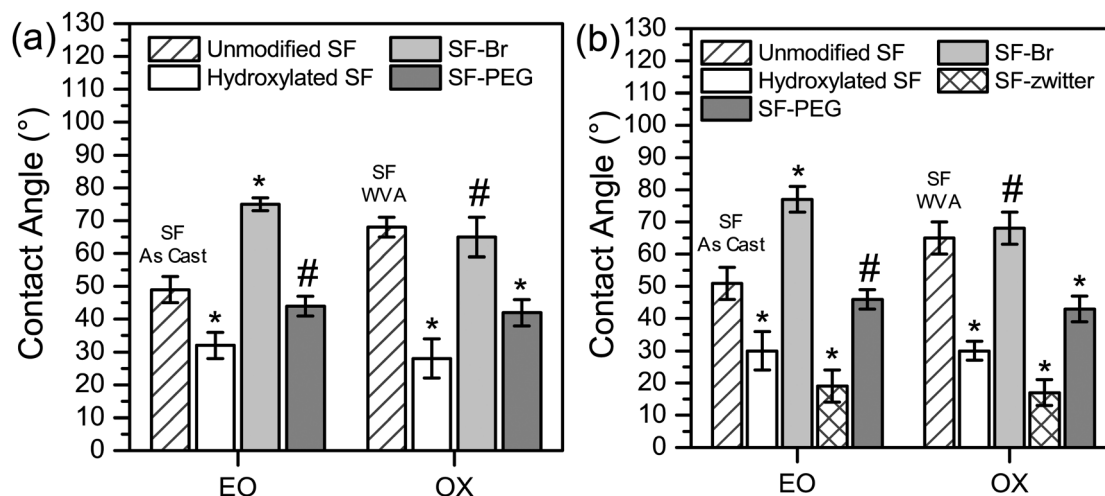 (a)
130
120
110
100
90
80
70
60
50
40
30
20
10
0
Contact Angle (°)
Unmodified SF
SF-Br
Hydroxylated SF
SF-PEG
SF
As Cast
*
*
#
SF
WVA
*
#
*
EO
OX
(b)
130
120
110
100
90
80
70
60
50
40
30
20
10
0
Contact Angle (°)
Unmodified SF
SF-Br
Hydroxylated SF
SF-zwitter
SF-PEG
SF
As Cast
*
*
*
#
SF
WVA
*
#
*
*
EO
OX